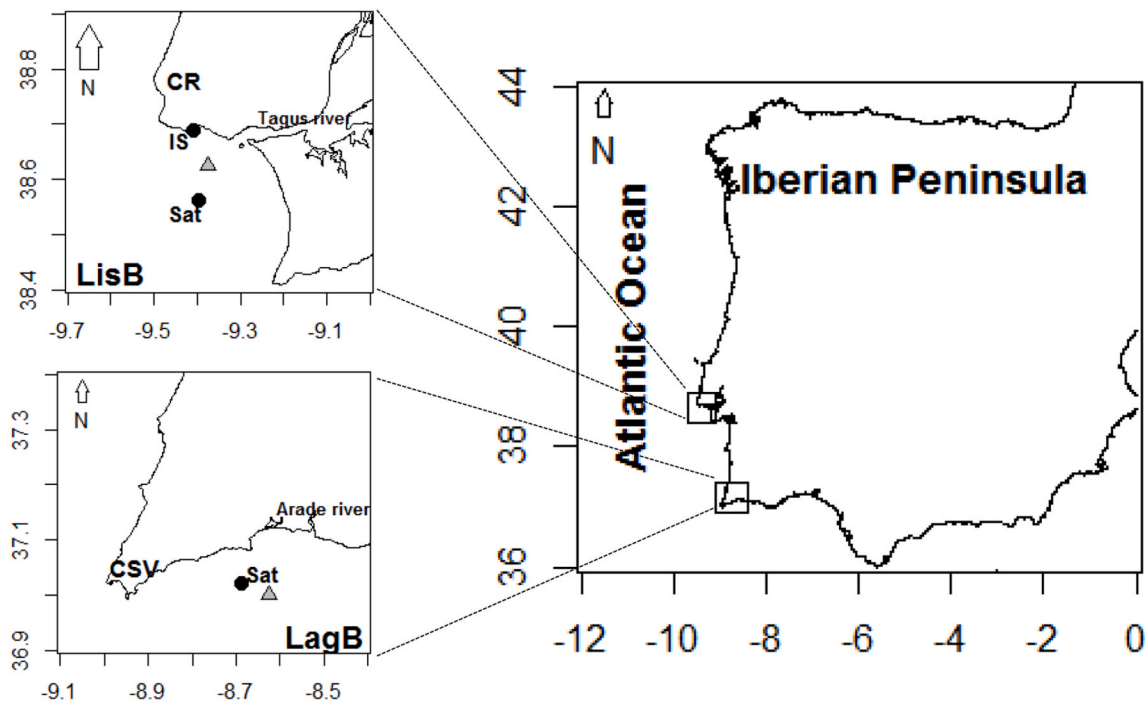 38.8
38.6
38.4
N
CR
Tagus river
IS
Sat
LisB
-9.7
-9.5
-9.3
-9.1
37.3
37.1
36.9
N
Arade river
CSV
Sat
LagB
-9.1
-8.9
-8.7
-8.5
44
42
40
38
36
N
Iberian Peninsula
Atlantic Ocean
-12
-10
-8
-6
-4
-2
0